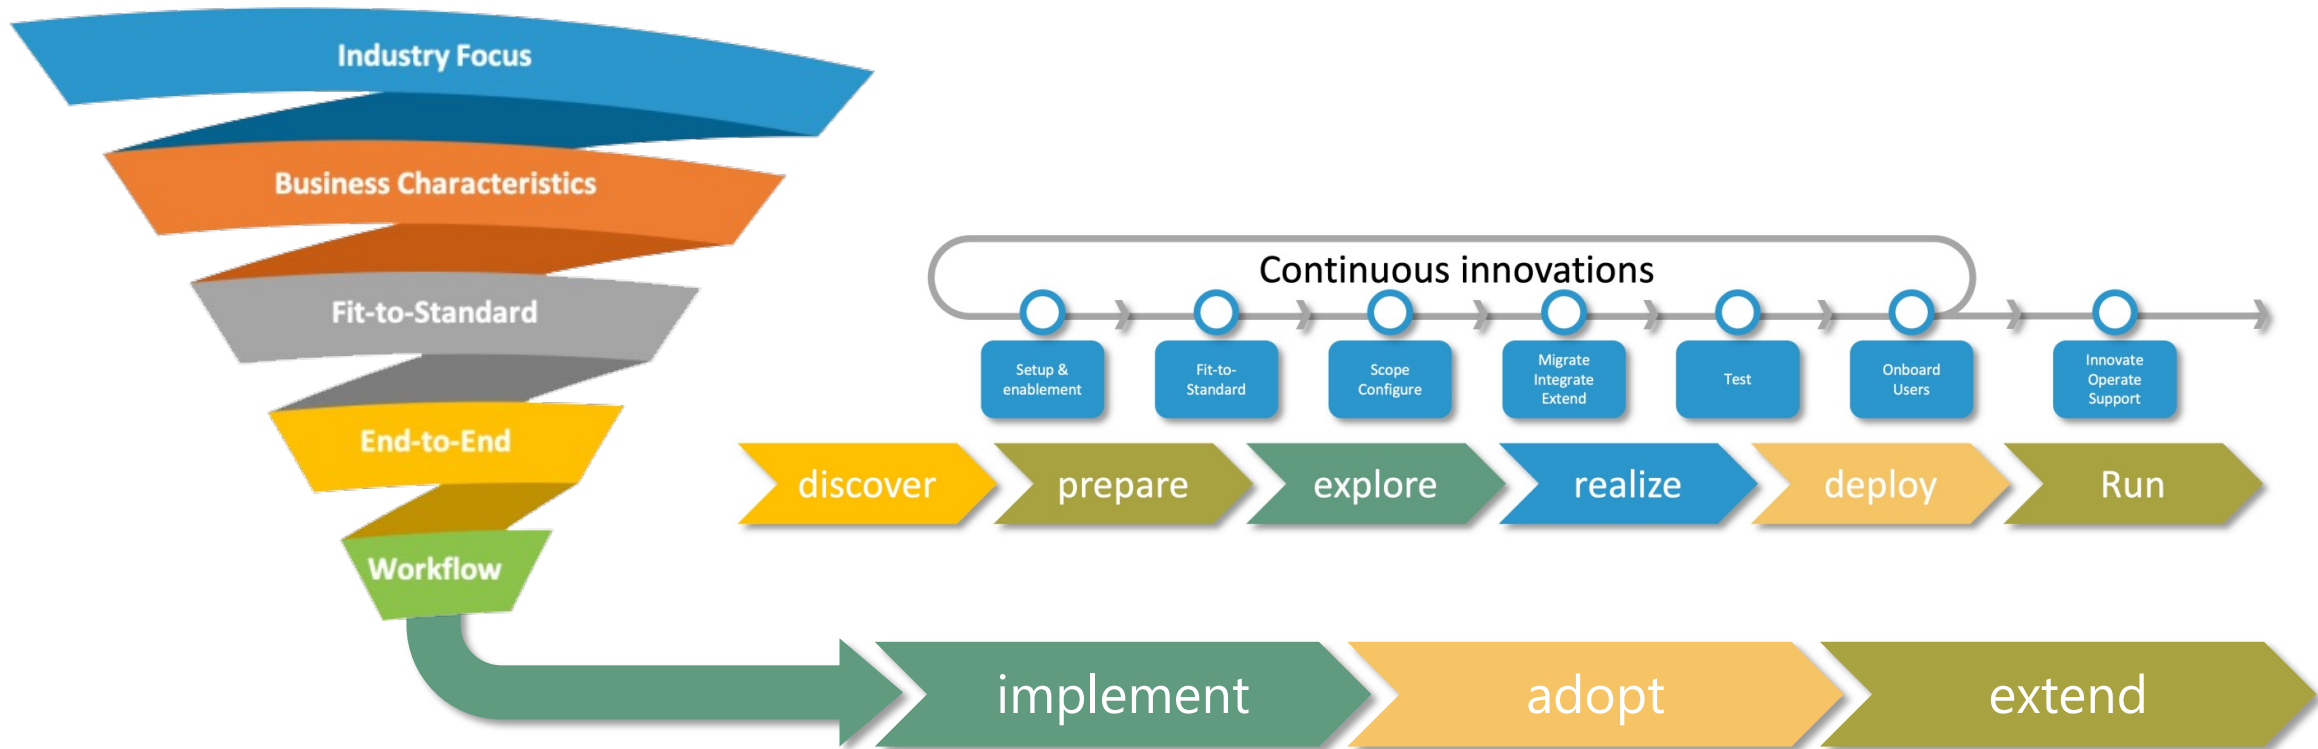 Industry Focus
Business Characteristics
Fit-to-Standard
End-to-End
Workflow
Continuous innovations
Setup &
enablement
Fit-to-
Standard
Scope
Configure
Migrate
Integrate
Extend
Test
Onboard
Users
Innovate
Operate
Support
discover
prepare
explore
realize
deploy
Run
implement
adopt
extend